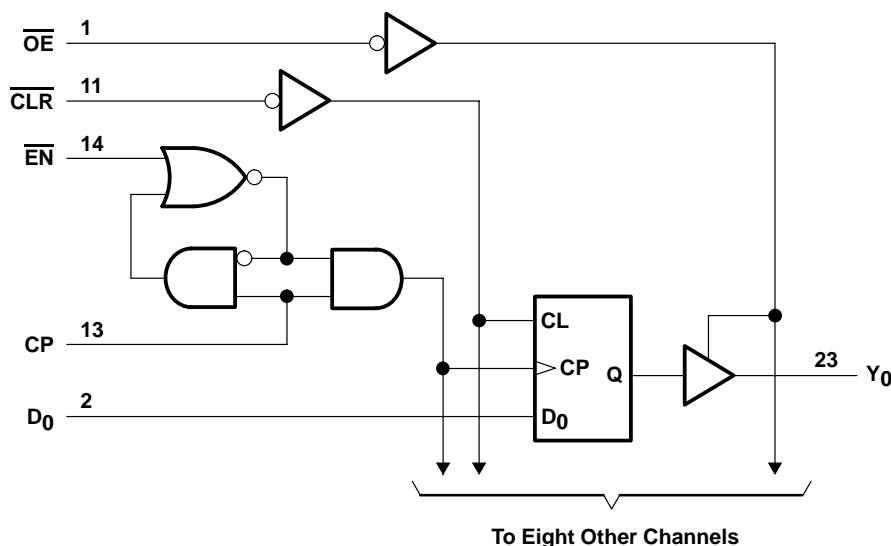 OE 1
CLR 11
EN 14
CP 13
D0 2
CL
CP
D0
Q
23 Y0
To Eight Other Channels